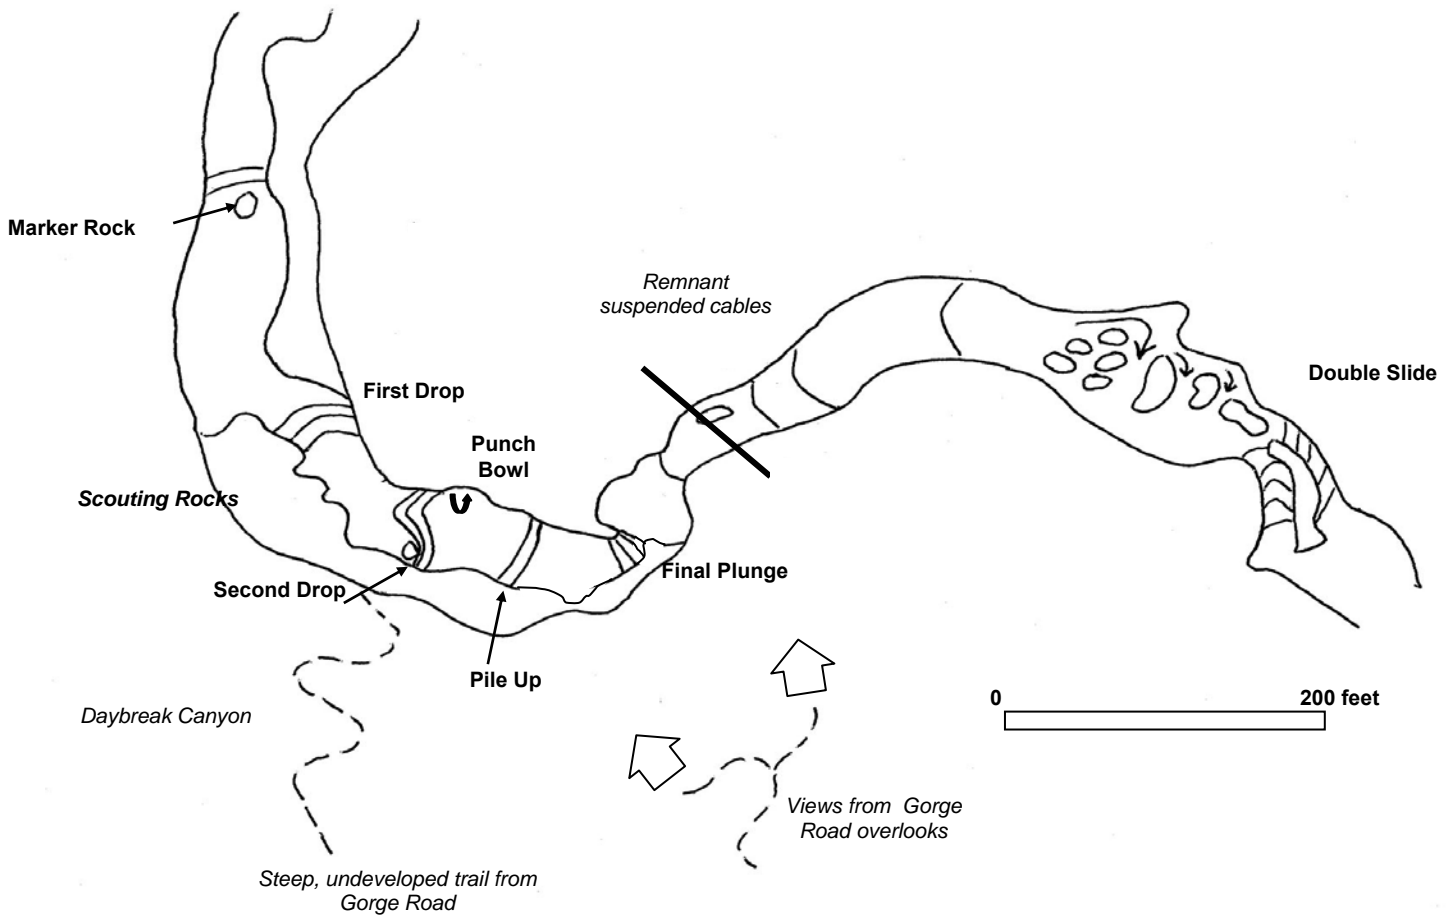 Marker Rock
Remnant
suspended cables
Double Slide
First Drop
Punch
Bowl
Scouting Rocks
Second Drop
Final Plunge
Pile Up
0
200 feet
Daybreak Canyon
Views from Gorge
Road overlooks
Steep, undeveloped trail from
Gorge Road